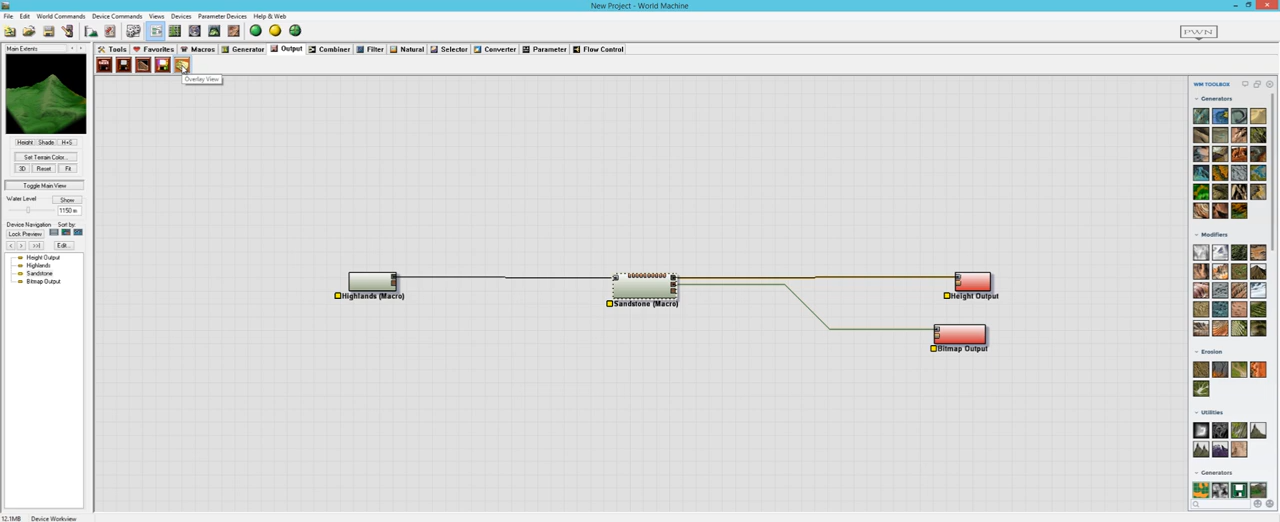 New Project - World Machine
File Edit World Commands Device Commands Views Devices Parameter Devices Help & Web
PWN
Main Extents
Tools Favorites Macros Generator Output Combiner Filter Natural Selector Converter Parameter Flow Control
Overlay View
WM TOOLBOX
Generators
Height Shade H+S
Set Terrain Color...
3D Reset Fit
Toggle Main View
Water Level Show
1150 m
Device Navigation Sort by:
Lock Preview
< > >>| Edit...
Height Output
Highlands
Sandstone
Bitmap Output
Highlands (Macro)
Sandstone (Macro)
Height Output
Bitmap Output
Modifiers
Erosion
Utilities
Generators
12.1MB Device Workview